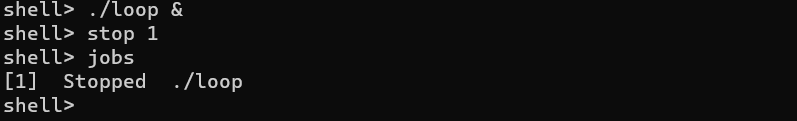 shell> ./loop &
shell> stop 1
shell> jobs
[1]  Stopped  ./loop
shell>